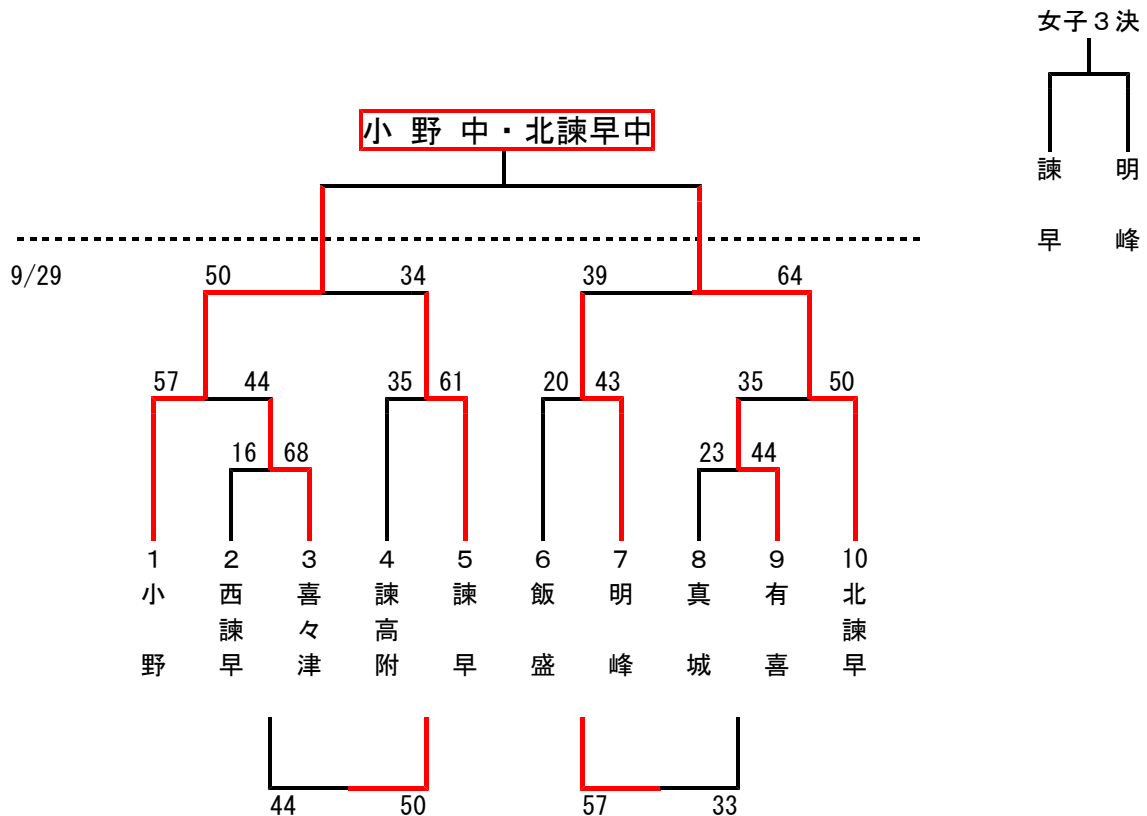 女子３決
小 野 中・北諫早中
諫 明
早 峰
9/29
50 34 39 64
57 44 35 61 20 43 35 50
16 68 23 44
１ ２ ３ ４ ５ ６ ７ ８ ９ 10
小野 西諫早 喜々津 諫高附 諫早 飯盛 明峰 真城 有喜 北諫早
44 50 57 33